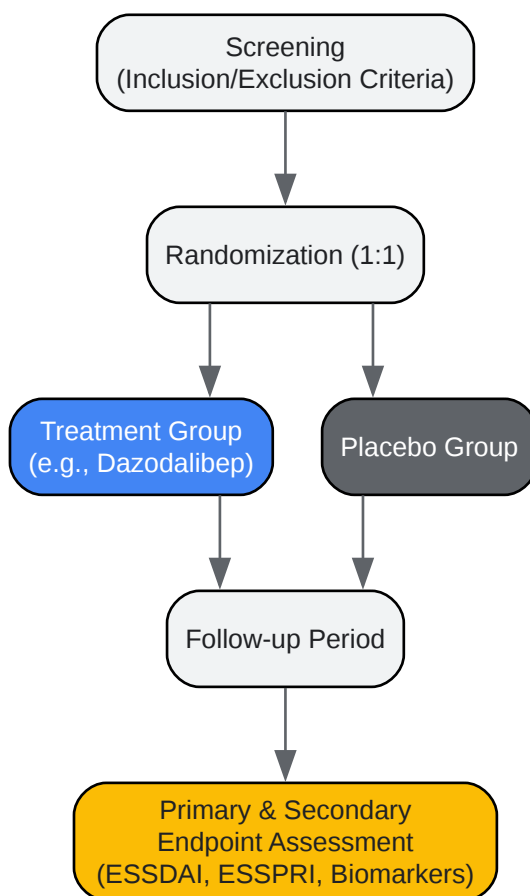 Screening
(Inclusion/Exclusion Criteria)
Randomization (1:1)
Treatment Group
(e.g., Dazodalibep)
Placebo Group
Follow-up Period
Primary & Secondary
Endpoint Assessment
(ESSDAI, ESSPRI, Biomarkers)